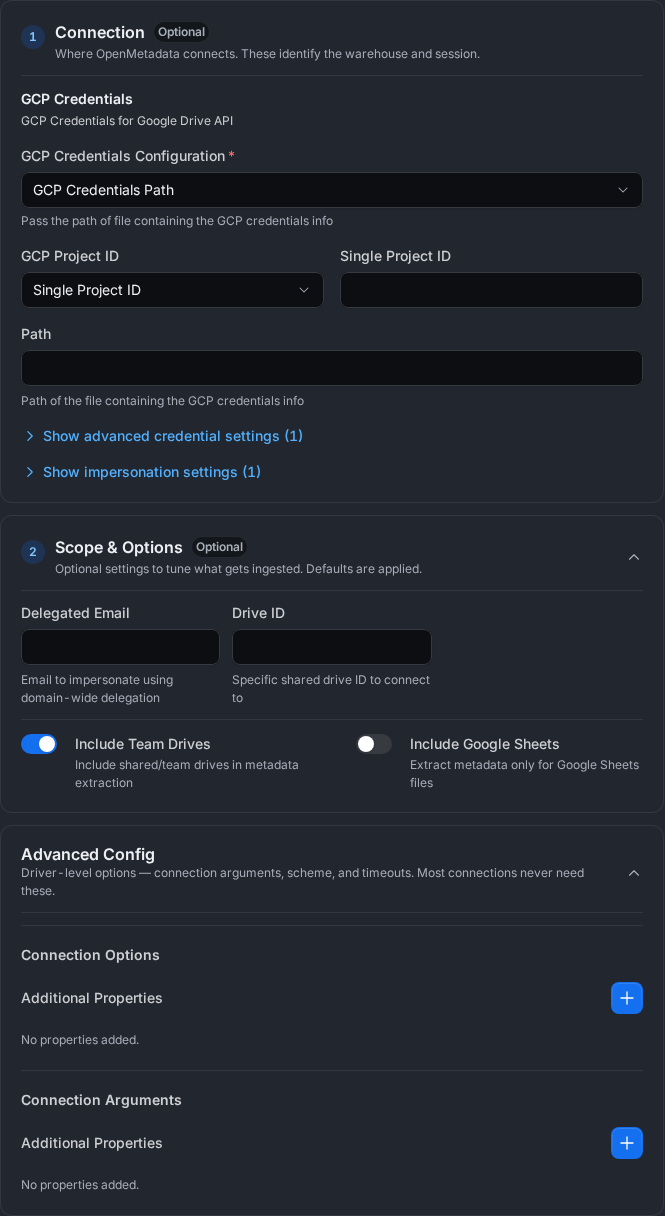 1
Connection Optional
Where OpenMetadata connects. These identify the warehouse and session.
GCP Credentials
GCP Credentials for Google Drive API
GCP Credentials Configuration *
GCP Credentials Path
Pass the path of file containing the GCP credentials info
GCP Project ID
Single Project ID
Single Project ID
Path
Path of the file containing the GCP credentials info
Show advanced credential settings (1)
Show impersonation settings (1)
2
Scope & Options Optional
Optional settings to tune what gets ingested. Defaults are applied.
Delegated Email
Email to impersonate using
domain-wide delegation
Drive ID
Specific shared drive ID to connect
to
Include Team Drives
Include shared/team drives in metadata
extraction
Include Google Sheets
Extract metadata only for Google Sheets
files
Advanced Config
Driver-level options — connection arguments, scheme, and timeouts. Most connections never need
these.
Connection Options
Additional Properties
No properties added.
Connection Arguments
Additional Properties
No properties added.